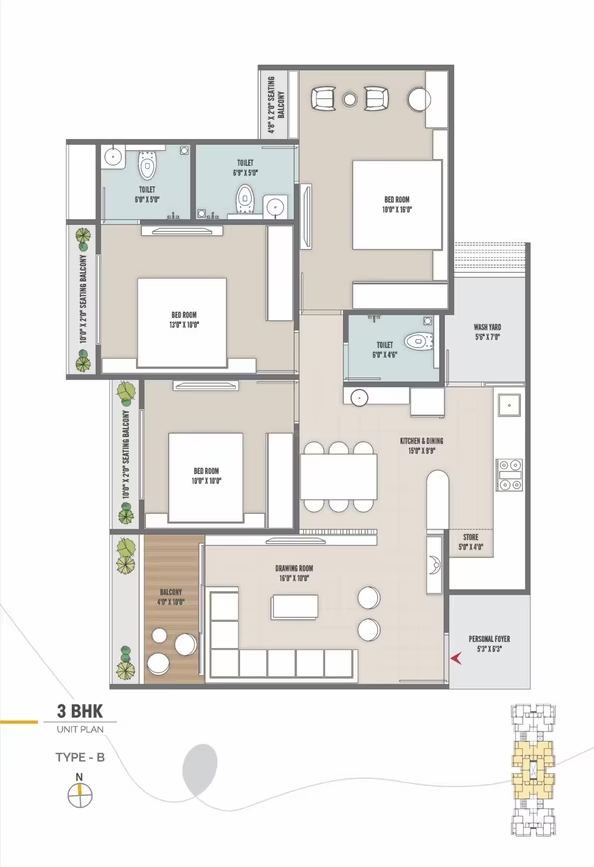 4'8" X 2'0" SEATING
BALCONY
TOILET
6'0" X 5'0"
TOILET
6'9" X 5'0"
BED ROOM
10'0" X 16'0"
10'0" X 2'0" SEATING BALCONY
BED ROOM
13'0" X 10'0"
WASH YARD
5'6" X 7'0"
TOILET
6'0" X 4'6"
10'0" X 2'0" SEATING BALCONY
BED ROOM
10'0" X 10'0"
KITCHEN & DINING
15'0" X 9'9"
STORE
5'0" X 4'0"
DRAWING ROOM
16'0" X 10'8"
BALCONY
4'0" X 10'8"
PERSONAL FOYER
5'3" X 6'3"
3 BHK
UNIT PLAN
TYPE - B
N